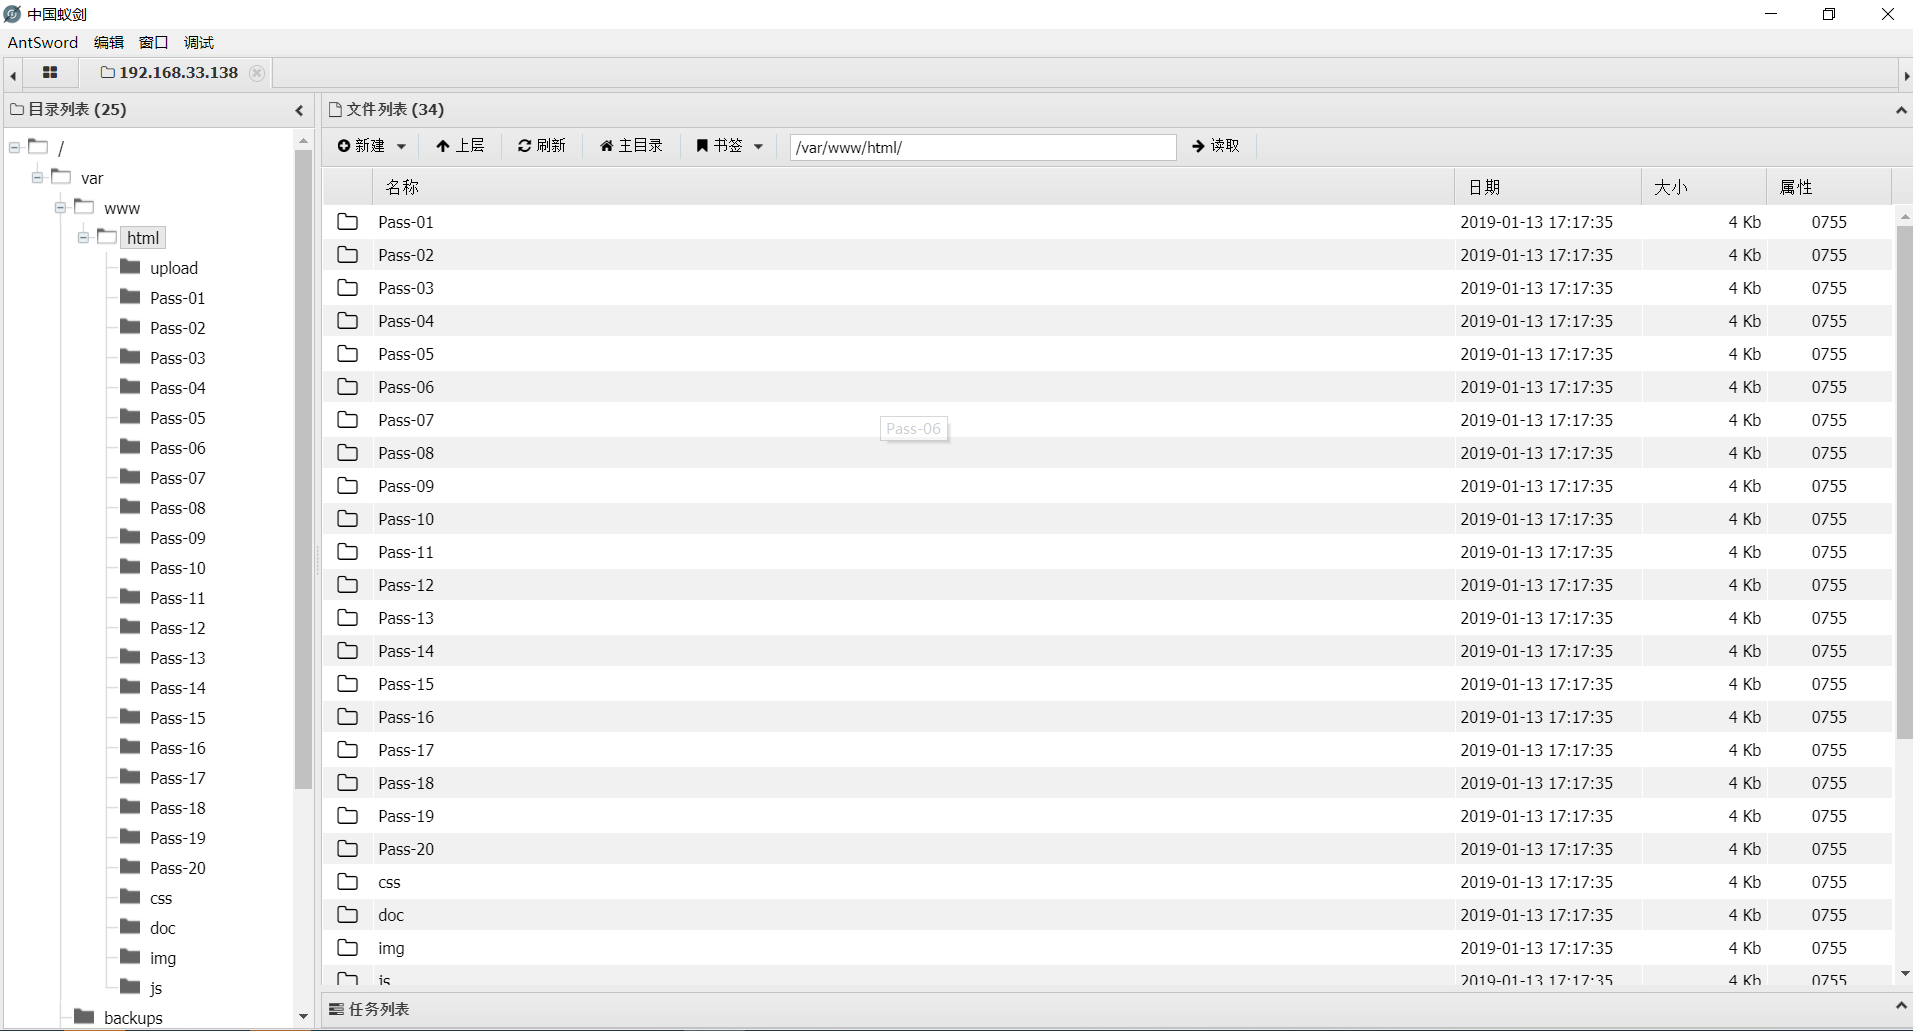 中国蚁剑
AntSword 编辑 窗口 调试
192.168.33.138
目录列表 (25)
/
var
www
html
upload
Pass-01
Pass-02
Pass-03
Pass-04
Pass-05
Pass-06
Pass-07
Pass-08
Pass-09
Pass-10
Pass-11
Pass-12
Pass-13
Pass-14
Pass-15
Pass-16
Pass-17
Pass-18
Pass-19
Pass-20
css
doc
img
js
backups
文件列表 (34)
新建 上层 刷新 主目录 书签 /var/www/html/ 读取
名称 日期 大小 属性
Pass-01 2019-01-13 17:17:35 4 Kb 0755
Pass-02 2019-01-13 17:17:35 4 Kb 0755
Pass-03 2019-01-13 17:17:35 4 Kb 0755
Pass-04 2019-01-13 17:17:35 4 Kb 0755
Pass-05 2019-01-13 17:17:35 4 Kb 0755
Pass-06 2019-01-13 17:17:35 4 Kb 0755
Pass-07 2019-01-13 17:17:35 4 Kb 0755
Pass-06
Pass-08 2019-01-13 17:17:35 4 Kb 0755
Pass-09 2019-01-13 17:17:35 4 Kb 0755
Pass-10 2019-01-13 17:17:35 4 Kb 0755
Pass-11 2019-01-13 17:17:35 4 Kb 0755
Pass-12 2019-01-13 17:17:35 4 Kb 0755
Pass-13 2019-01-13 17:17:35 4 Kb 0755
Pass-14 2019-01-13 17:17:35 4 Kb 0755
Pass-15 2019-01-13 17:17:35 4 Kb 0755
Pass-16 2019-01-13 17:17:35 4 Kb 0755
Pass-17 2019-01-13 17:17:35 4 Kb 0755
Pass-18 2019-01-13 17:17:35 4 Kb 0755
Pass-19 2019-01-13 17:17:35 4 Kb 0755
Pass-20 2019-01-13 17:17:35 4 Kb 0755
css 2019-01-13 17:17:35 4 Kb 0755
doc 2019-01-13 17:17:35 4 Kb 0755
img 2019-01-13 17:17:35 4 Kb 0755
js 2019-01-13 17:17:35 4 Kb 0755
任务列表